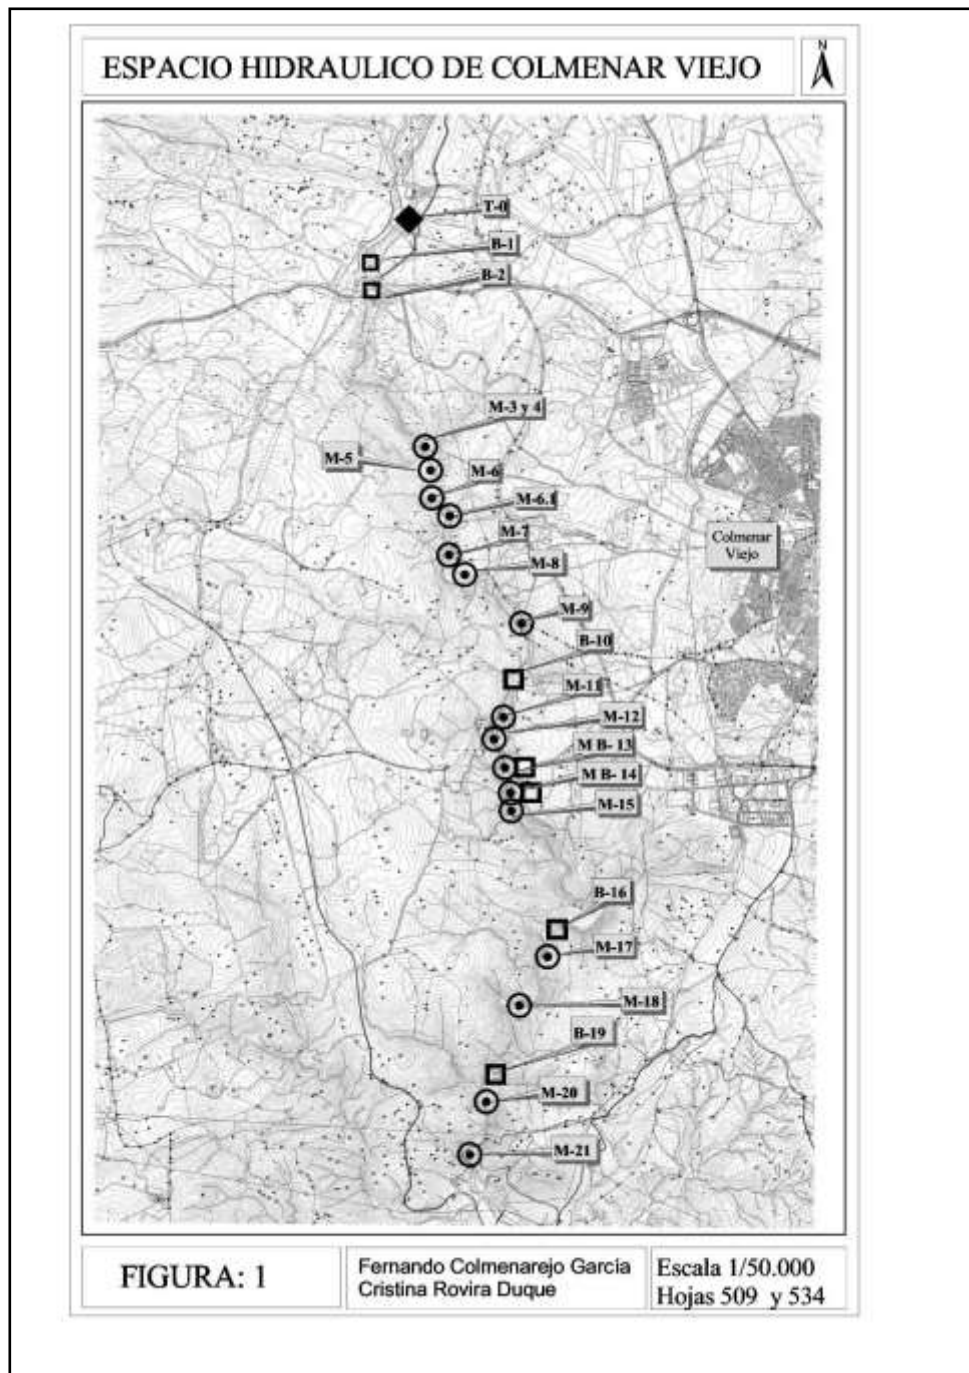 ESPACIO HIDRAULICO DE COLMENAR VIEJO
N
T-0
B-1
B-2
M-3 y 4
M-5
M-6
M-6.1
M-7
M-8
Colmenar
Viejo
M-9
B-10
M-11
M-12
M B- 13
M B- 14
M-15
B-16
M-17
M-18
B-19
M-20
M-21
FIGURA: 1
Fernando Colmenarejo García
Cristina Rovira Duque
Escala 1/50.000
Hojas 509 y 534